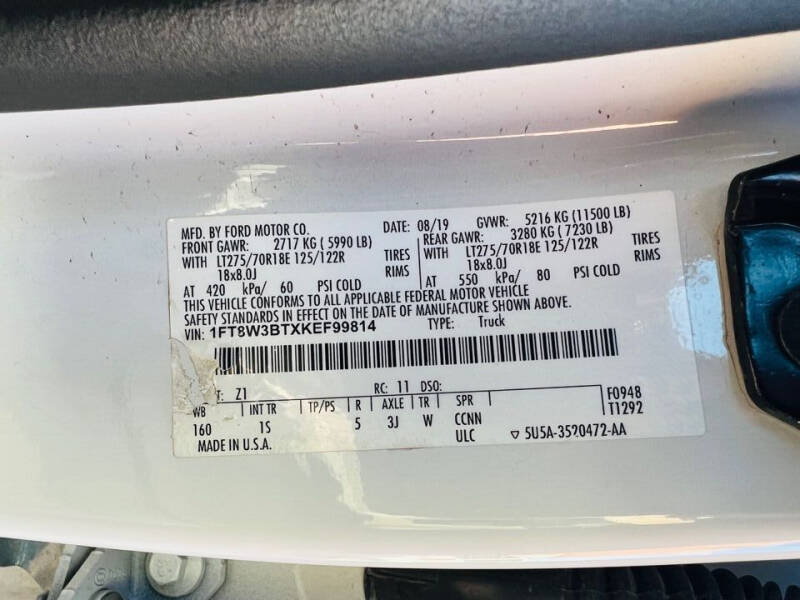 MFD. BY FORD MOTOR CO. DATE: 08/19 GVWR: 5216 KG (11500 LB)
FRONT GAWR: 2717 KG ( 5990 LB) REAR GAWR: 3280 KG ( 7230 LB)
WITH LT275/70R18E 125/122R TIRES WITH LT275/70R18E 125/122R TIRES
18x8.0J RIMS 18x8.0J RIMS
AT 420 kPa/ 60 PSI COLD AT 550 kPa/ 80 PSI COLD
THIS VEHICLE CONFORMS TO ALL APPLICABLE FEDERAL MOTOR VEHICLE
SAFETY STANDARDS IN EFFECT ON THE DATE OF MANUFACTURE SHOWN ABOVE.
VIN: 1FT8W3BTXKEF99814 TYPE: Truck
T: Z1 RC: 11 DSO: F0948
WB INT TR TP/PS R AXLE TR SPR T1292
160 1S 5 3J W CCNN
MADE IN U.S.A. ULC ▽ 5U5A-3520472-AA